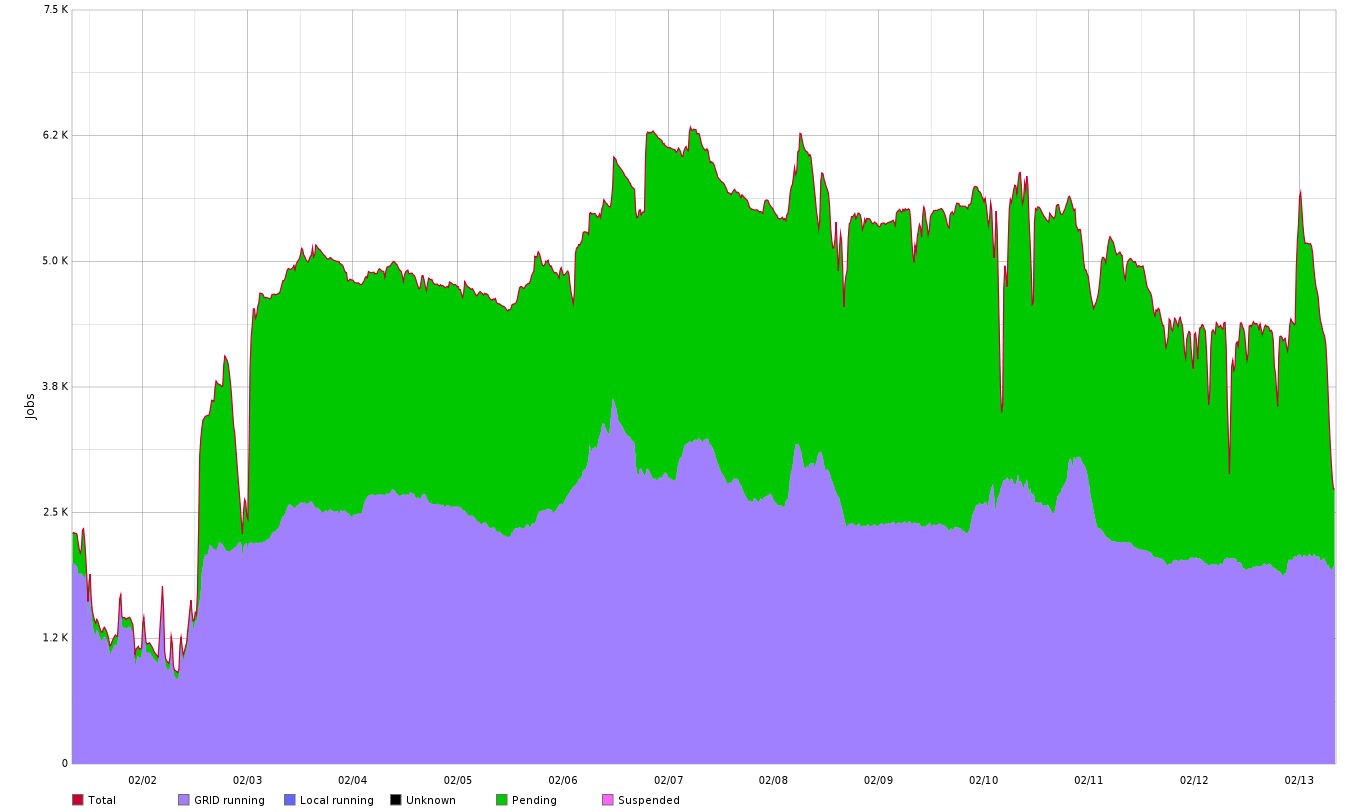 7.5 K
6.2 K
5.0 K
3.8 K
2.5 K
1.2 K
0
Jobs
02/02 02/03 02/04 02/05 02/06 02/07 02/08 02/09 02/10 02/11 02/12 02/13
Total GRID running Local running Unknown Pending Suspended